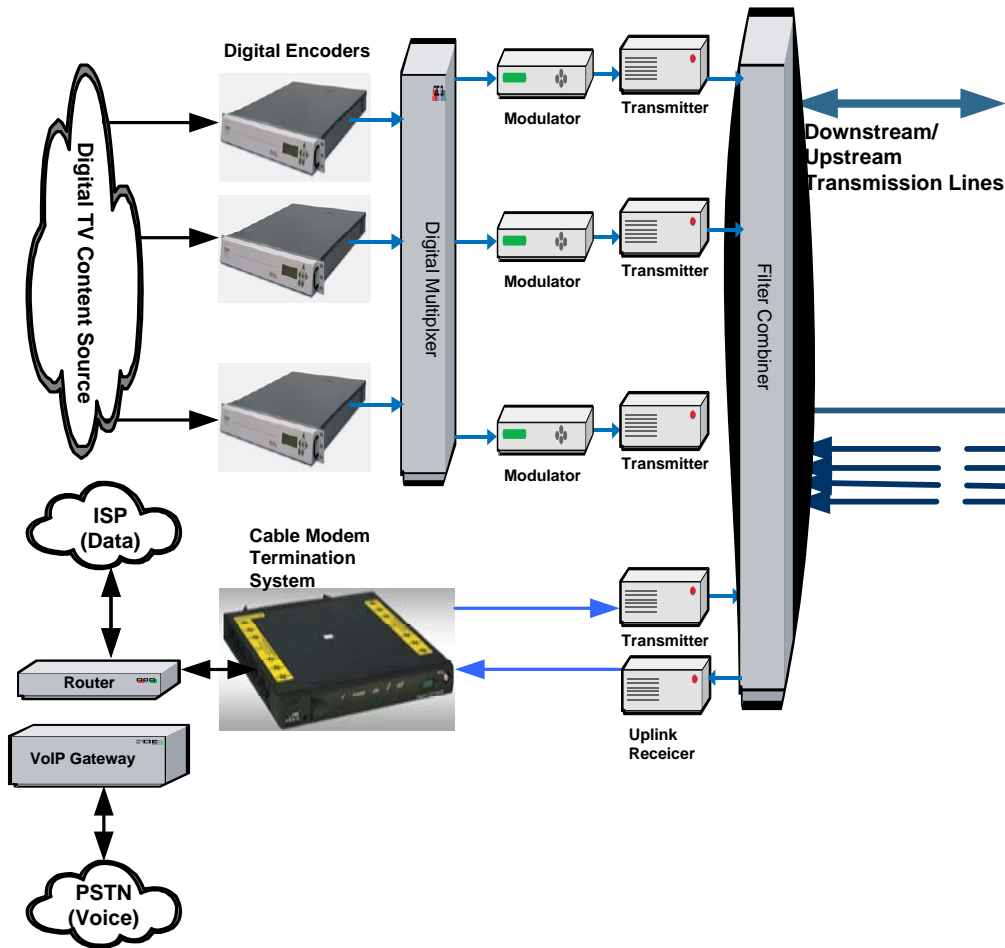 Digital Encoders
Digital TV Content Source
Digital Multiplxer
Modulator
Transmitter
Modulator
Transmitter
Modulator
Transmitter
Filter Combiner
Downstream/
Upstream
Transmission Lines
ISP
(Data)
Cable Modem
Termination
System
Transmitter
Router
Uplink
Receicer
VoIP Gateway
PSTN
(Voice)